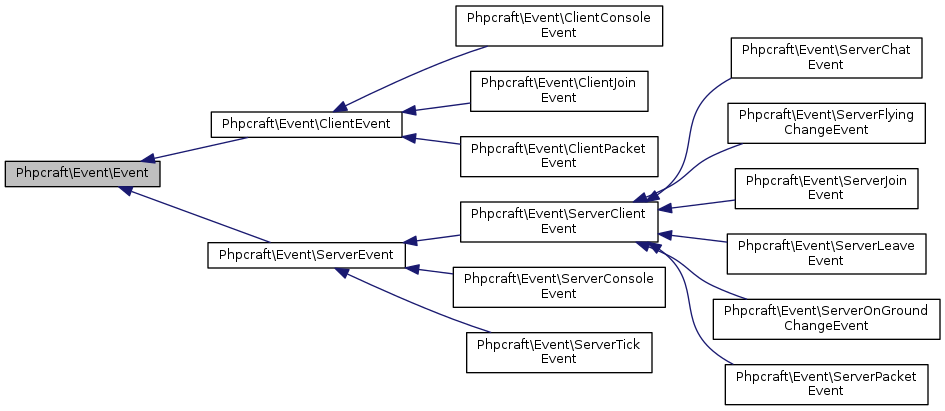 Phpcraft\Event\Event
Phpcraft\Event\ClientEvent
Phpcraft\Event\ClientConsole
Event
Phpcraft\Event\ClientJoin
Event
Phpcraft\Event\ClientPacket
Event
Phpcraft\Event\ServerEvent
Phpcraft\Event\ServerClient
Event
Phpcraft\Event\ServerConsole
Event
Phpcraft\Event\ServerTick
Event
Phpcraft\Event\ServerChat
Event
Phpcraft\Event\ServerFlying
ChangeEvent
Phpcraft\Event\ServerJoin
Event
Phpcraft\Event\ServerLeave
Event
Phpcraft\Event\ServerOnGround
ChangeEvent
Phpcraft\Event\ServerPacket
Event